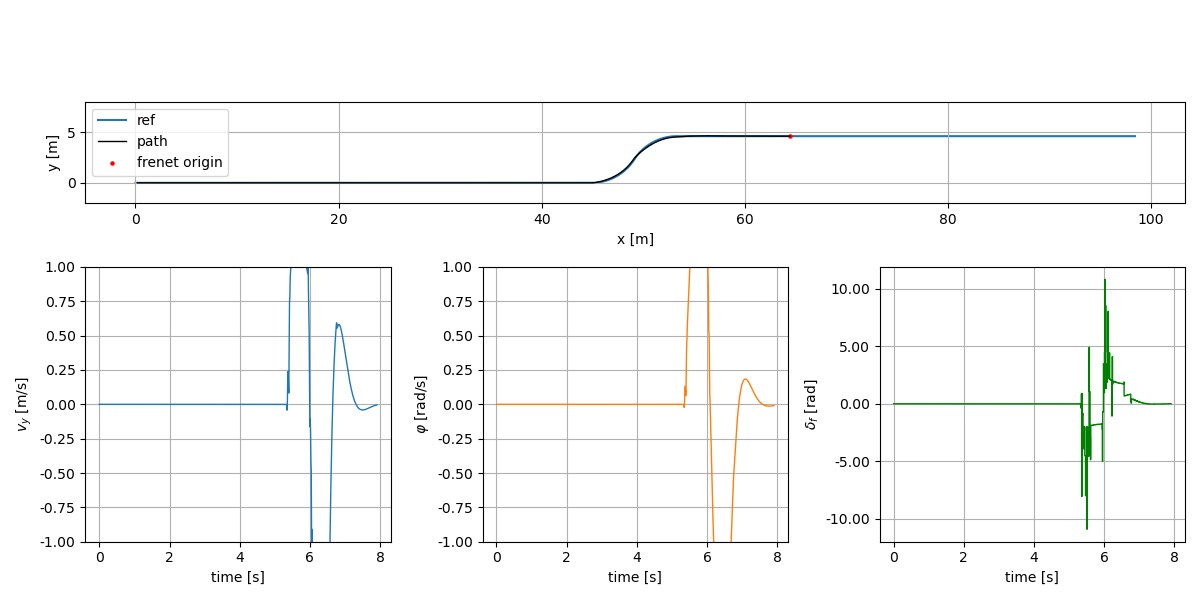 ref
path
frenet origin
5
0
y [m]
0 20 40 60 80 100
x [m]
1.00
0.75
0.50
0.25
0.00
-0.25
-0.50
-0.75
-1.00
v_y [m/s]
0 2 4 6 8
time [s]
1.00
0.75
0.50
0.25
0.00
-0.25
-0.50
-0.75
-1.00
φ̇ [rad/s]
0 2 4 6 8
time [s]
10.00
5.00
0.00
-5.00
-10.00
δ_f [rad]
0 2 4 6 8
time [s]